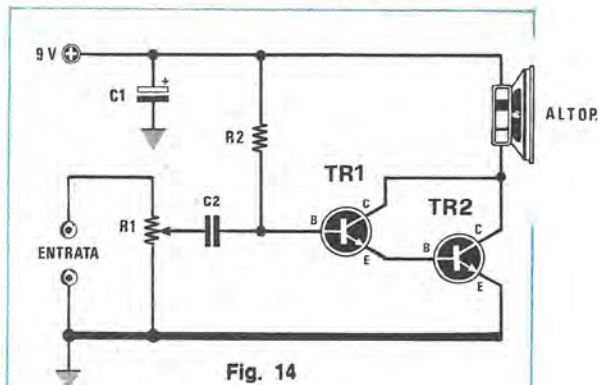 9 V
+
C1
R2
ALTOP.
TR1
C2
C
TR2
R1
B
C
ENTRATA
E
B
E
Fig. 14